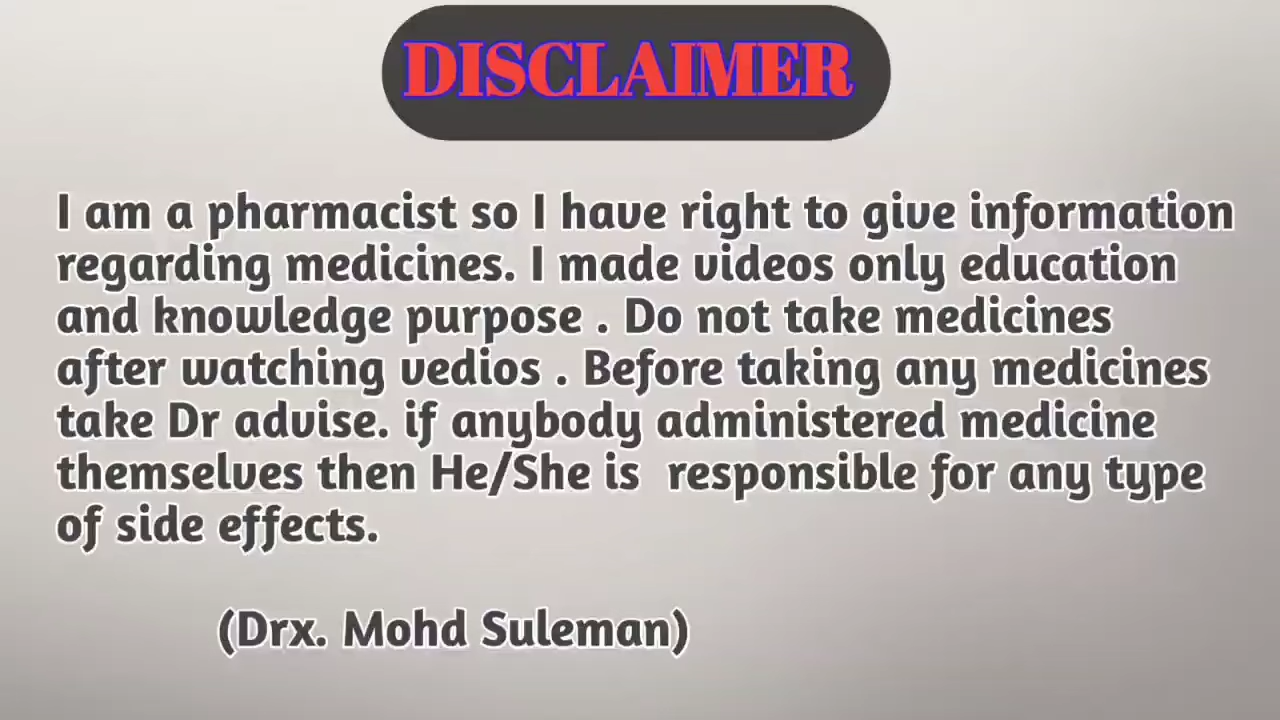 DISCLAIMER
I am a pharmacist so I have right to give information
regarding medicines. I made videos only education
and knowledge purpose . Do not take medicines
after watching vedios . Before taking any medicines
take Dr advise. if anybody administered medicine
themselves then He/She is  responsible for any type
of side effects.
(Drx. Mohd Suleman)